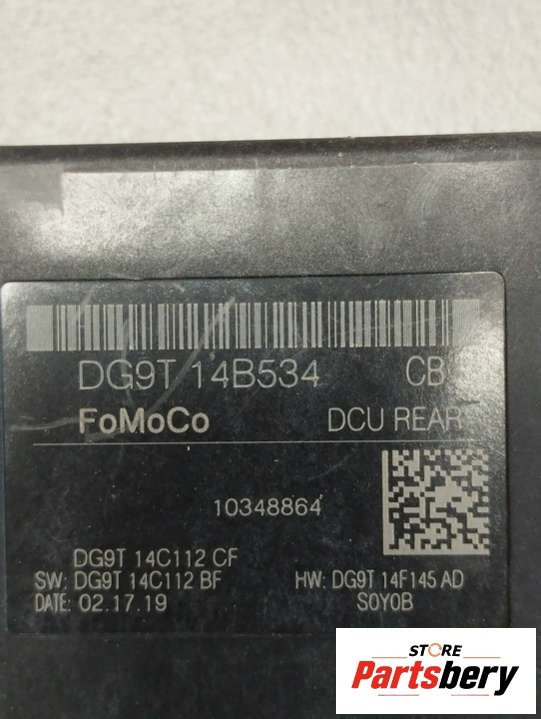 DG9T 14B534 CB
FoMoCo DCU REAR
10348864
DG9T 14C112 CF
SW: DG9T 14C112 BF HW: DG9T 14F145 AD
DATE: 02.17.19 S0Y0B
STORE
Partsbery